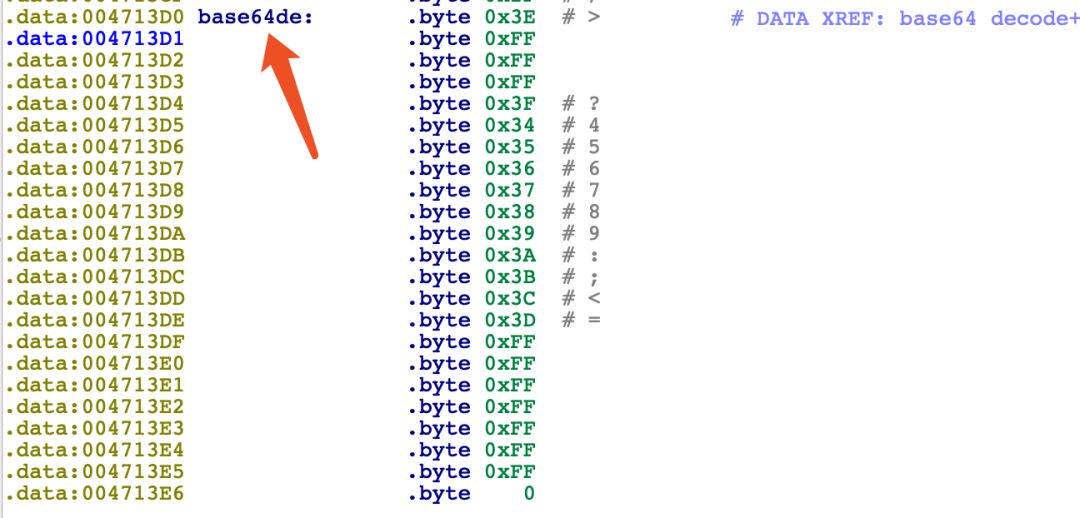 .data:004713D0 base64de: .byte 0x3E # > # DATA XREF: base64 decode+
.data:004713D1 .byte 0xFF
.data:004713D2 .byte 0xFF
.data:004713D3 .byte 0xFF
.data:004713D4 .byte 0x3F # ?
.data:004713D5 .byte 0x34 # 4
.data:004713D6 .byte 0x35 # 5
.data:004713D7 .byte 0x36 # 6
.data:004713D8 .byte 0x37 # 7
.data:004713D9 .byte 0x38 # 8
.data:004713DA .byte 0x39 # 9
.data:004713DB .byte 0x3A # :
.data:004713DC .byte 0x3B # ;
.data:004713DD .byte 0x3C # <
.data:004713DE .byte 0x3D # =
.data:004713DF .byte 0xFF
.data:004713E0 .byte 0xFF
.data:004713E1 .byte 0xFF
.data:004713E2 .byte 0xFF
.data:004713E3 .byte 0xFF
.data:004713E4 .byte 0xFF
.data:004713E5 .byte 0xFF
.data:004713E6 .byte 0